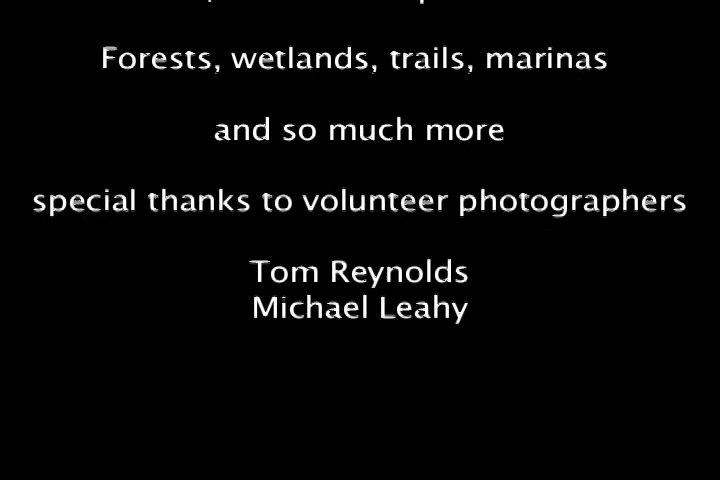 Forests, wetlands, trails, marinas
and so much more
special thanks to volunteer photographers
Tom Reynolds
Michael Leahy